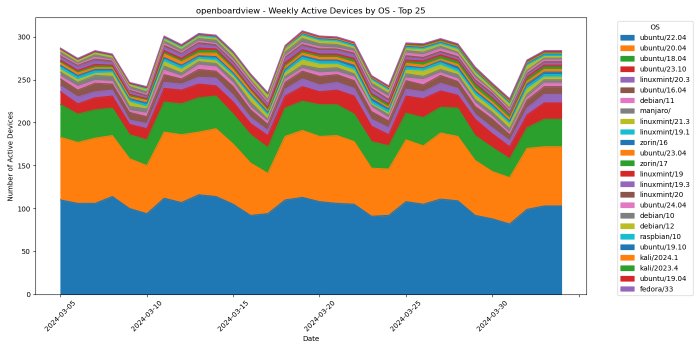 openboardview - Weekly Active Devices by OS - Top 25
Number of Active Devices
300
250
200
150
100
50
0
2024-03-05
2024-03-10
2024-03-15
2024-03-20
2024-03-25
2024-03-30
Date
OS
ubuntu/22.04
ubuntu/20.04
ubuntu/18.04
ubuntu/23.10
linuxmint/20.3
ubuntu/16.04
debian/11
manjaro/
linuxmint/21.3
linuxmint/19.1
zorin/16
ubuntu/23.04
zorin/17
linuxmint/19
linuxmint/19.3
linuxmint/20
ubuntu/24.04
debian/10
debian/12
raspbian/10
ubuntu/19.10
kali/2024.1
kali/2023.4
ubuntu/19.04
fedora/33